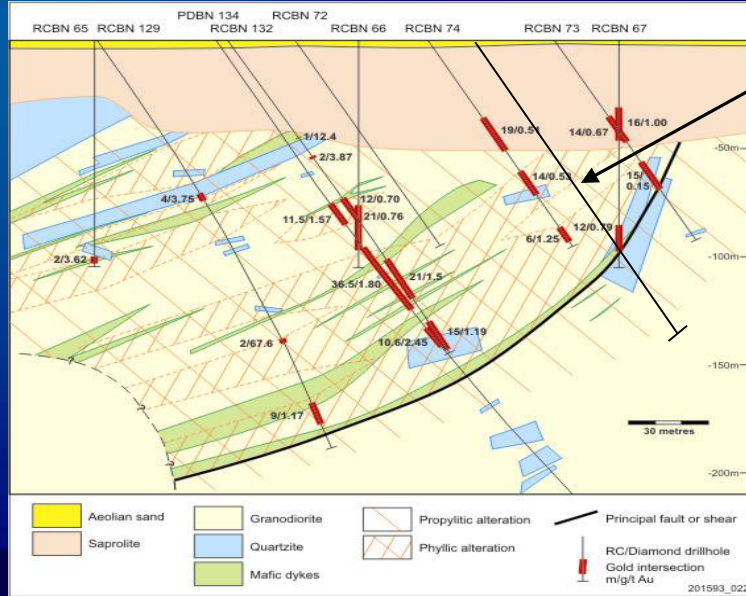 PDBN 134 RCBN 72
RCBN 65 RCBN 129 RCBN 132 RCBN 66 RCBN 74 RCBN 73 RCBN 67
19/0.51
16/1.00
14/0.67
1/12.4
2/3.87
-50m
4/3.75
12/0.70
14/0.53
15/
0.15
11.5/1.57
21/0.76
6/1.25
12/0.79
2/3.62
-100m
36.5/1.80
21/1.5
2/67.6
15/1.19
10.6/2.45
-150m
?
?
?
9/1.17
30 metres
-200m
Aeolian sand
Granodiorite
Propylitic alteration
Principal fault or shear
Saprolite
Quartzite
Phyllic alteration
RC/Diamond drillhole
Mafic dykes
Gold intersection
m/g/t Au
201593_022